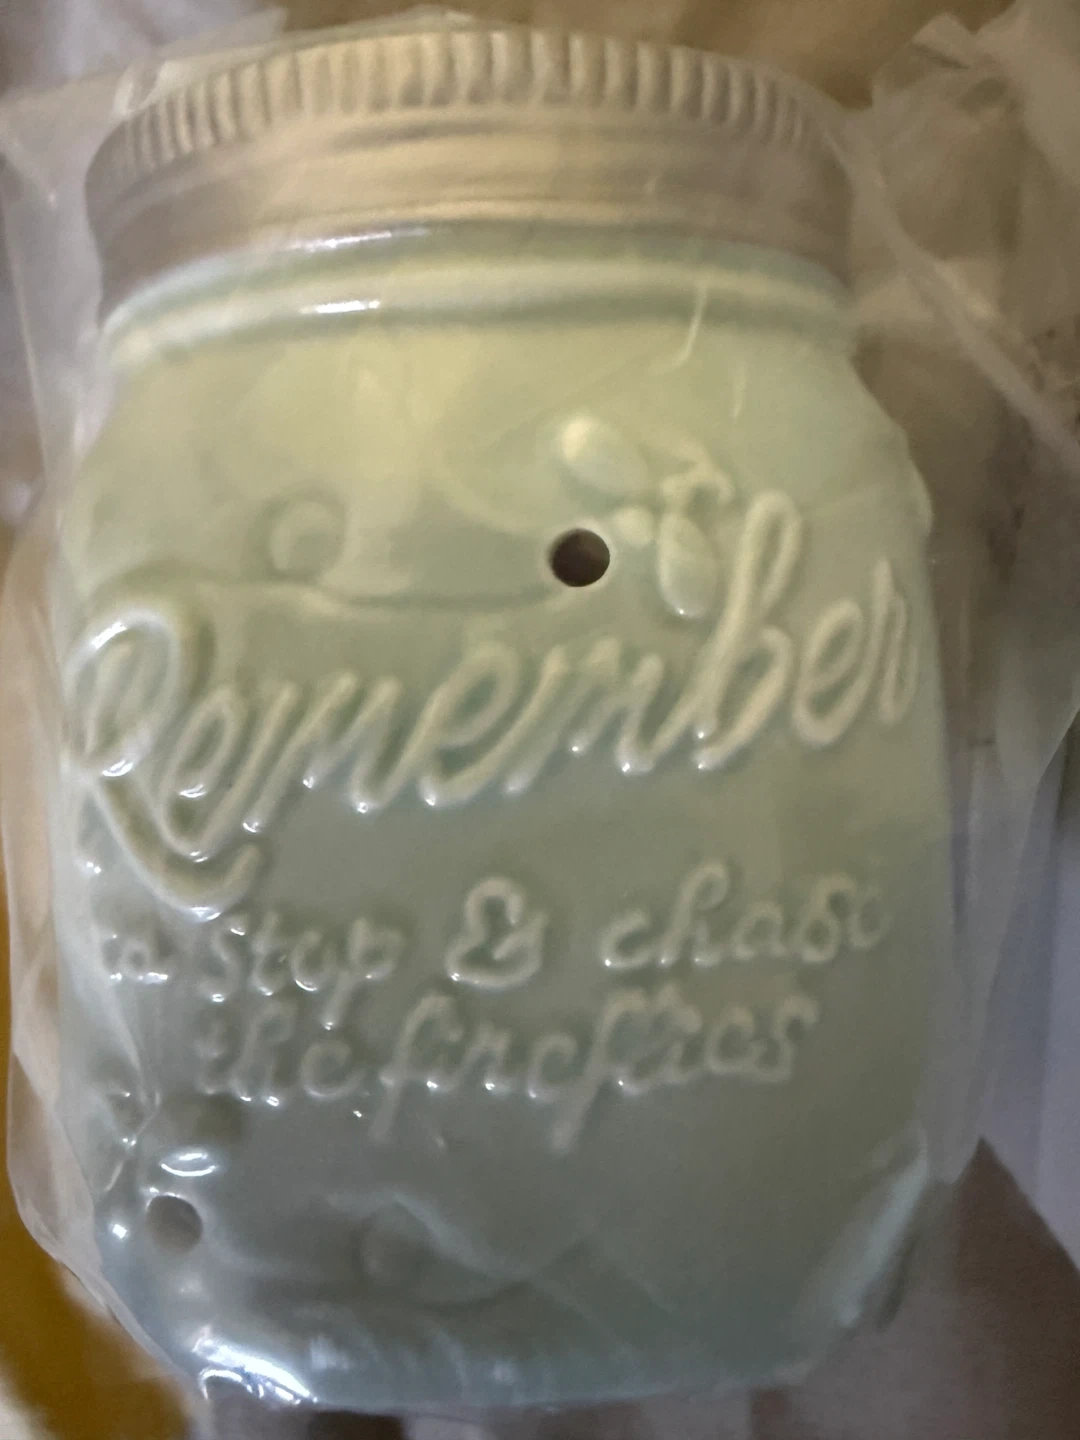 Remember
to stop & chase
the fireflies